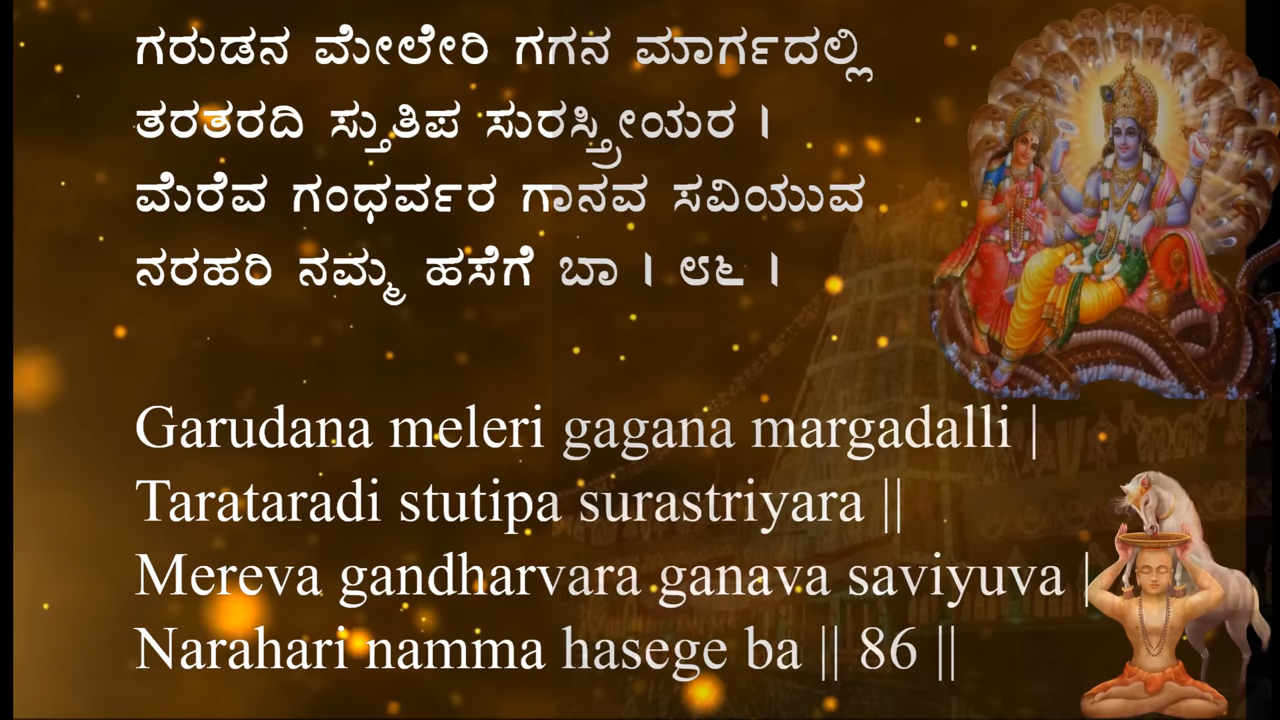 ಗರುಡನ ಮೇಲೇರಿ ಗಗನ ಮಾರ್ಗದಲ್ಲಿ
ತರತರದಿ ಸ್ತುತಿಪ ಸುರಸ್ತ್ರೀಯರ ।
ಮೆರೆವ ಗಂಧರ್ವರ ಗಾನವ ಸವಿಯುವ
ನರಹರಿ ನಮ್ಮ ಹಸೆಗೆ ಬಾ । ೮೬ ।
Garudana meleri gagana margadalli |
Tarataradi stutipa surastriyara ||
Mereva gandharvara ganava saviyuva |
Narahari namma hasege ba || 86 ||